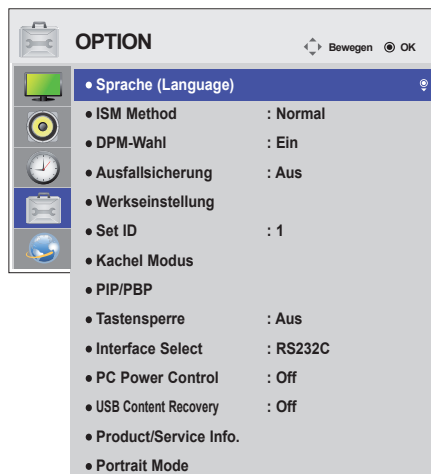 OPTION
Bewegen OK
• Sprache (Language)
• ISM Method : Normal
• DPM-Wahl : Ein
• Ausfallsicherung : Aus
• Werkseinstellung
• Set ID : 1
• Kachel Modus
• PIP/PBP
• Tastensperre : Aus
• Interface Select : RS232C
• PC Power Control : Off
• USB Content Recovery : Off
• Product/Service Info.
• Portrait Mode